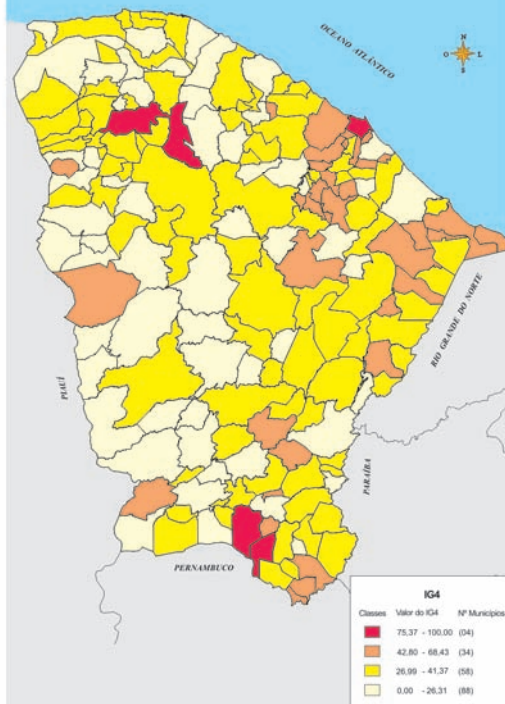 OCEANO ATLÂNTICO
N
O
L
S
RIO GRANDE DO NORTE
PIAUÍ
PARAÍBA
PERNAMBUCO
IG4
Classes Valor do IG4 Nº Municípios
75,37 - 100,00 (04)
42,80 - 68,43 (34)
26,99 - 41,37 (58)
0,00 - 26,31 (88)